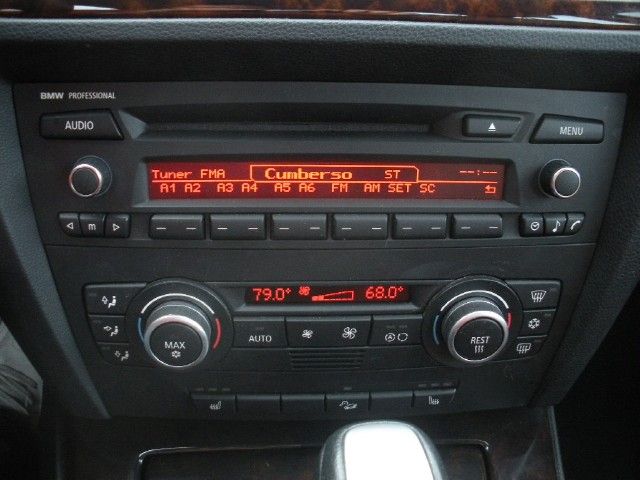 BMW PROFESSIONAL
AUDIO
MENU
Tuner FMA Cumberso ST --:--
A1 A2 A3 A4 A5 A6 FM AM SET SC
m
79.0° 68.0°
MAX
AUTO
A
REST